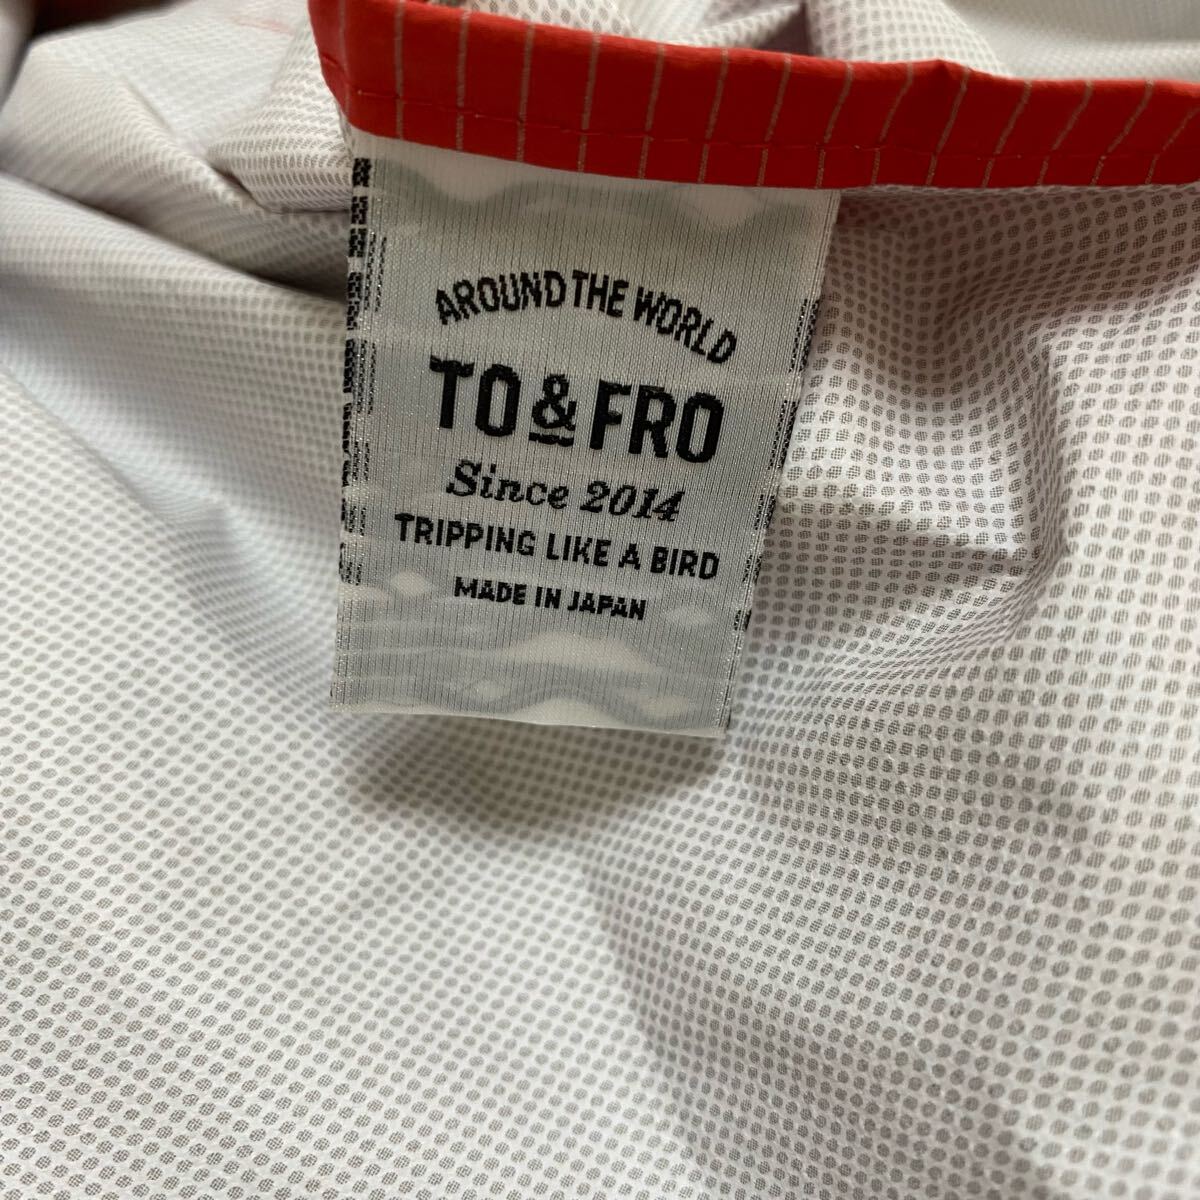 AROUND THE WORLD
TO & FRO
Since 2014
TRIPPING LIKE A BIRD
MADE IN JAPAN